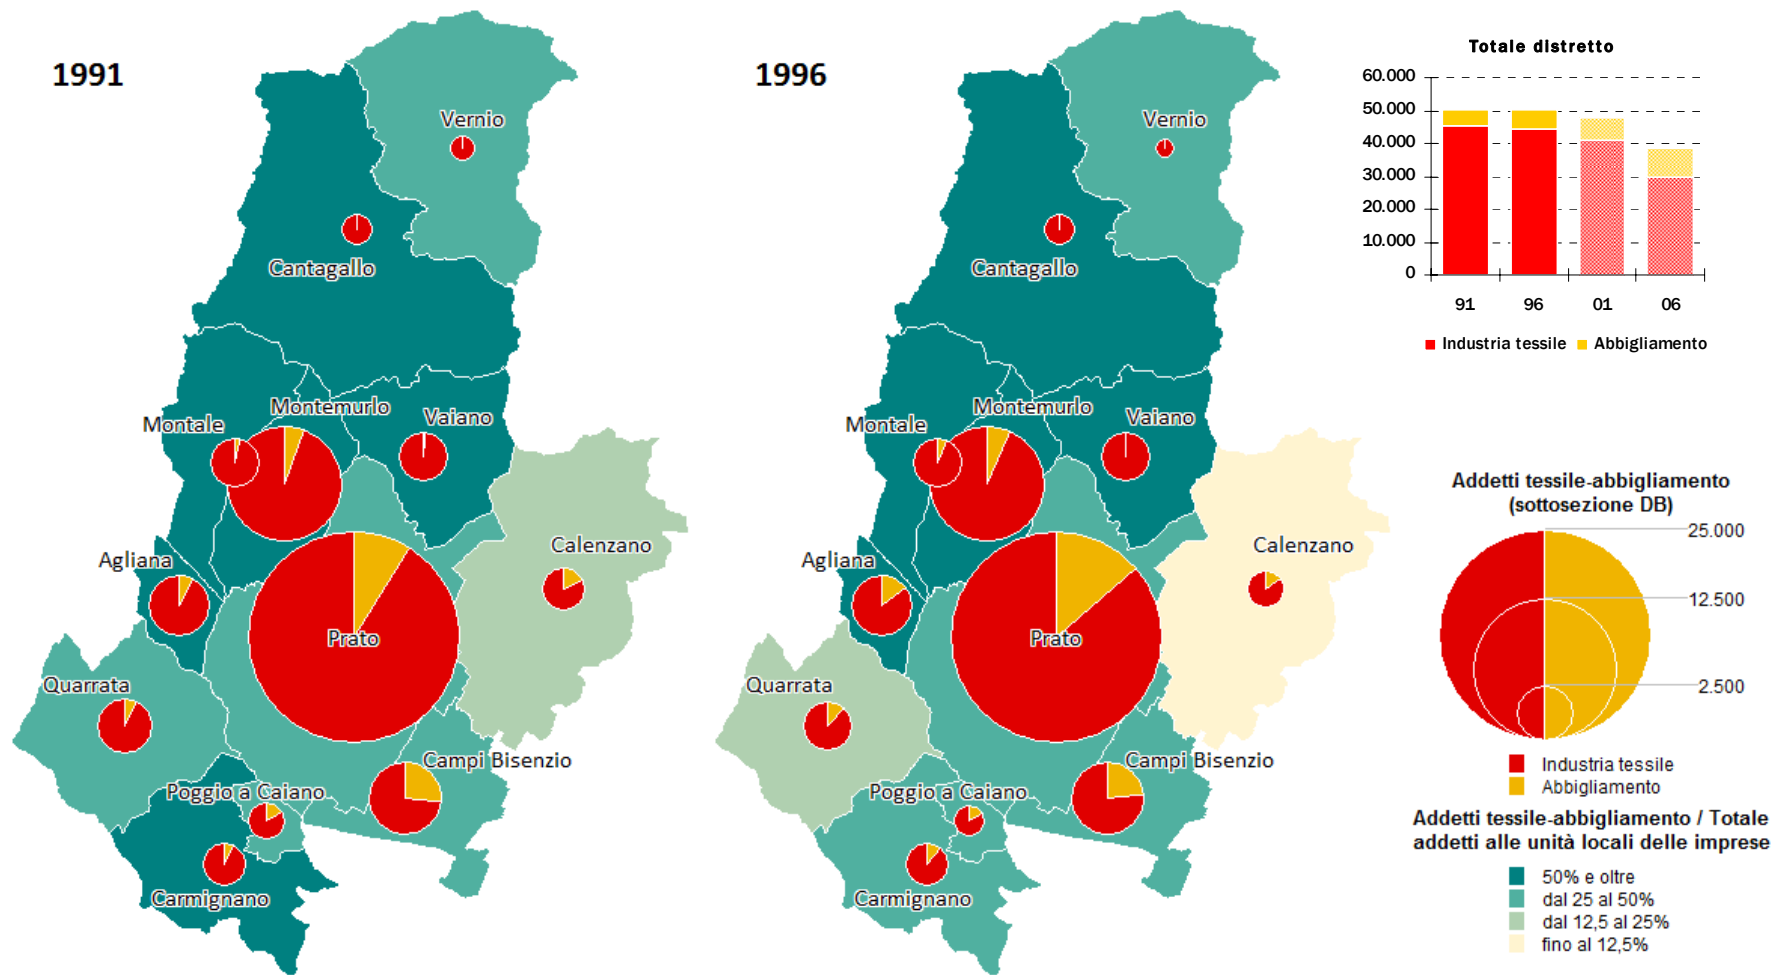 1991
Vernio
Cantagallo
Montemurlo
Vaiano
Montale
Agliana
Calenzano
Prato
Quarrata
Campi Bisenzio
Poggio a Caiano
Carmignano
1996
Vernio
Cantagallo
Montemurlo
Vaiano
Montale
Agliana
Calenzano
Prato
Quarrata
Campi Bisenzio
Poggio a Caiano
Carmignano
Totale distretto
60.000
50.000
40.000
30.000
20.000
10.000
0
91 96 01 06
Industria tessile Abbigliamento
Addetti tessile-abbigliamento
(sottosezione DB)
25.000
12.500
2.500
Industria tessile
Abbigliamento
Addetti tessile-abbigliamento / Totale
addetti alle unità locali delle imprese
50% e oltre
dal 25 al 50%
dal 12,5 al 25%
fino al 12,5%